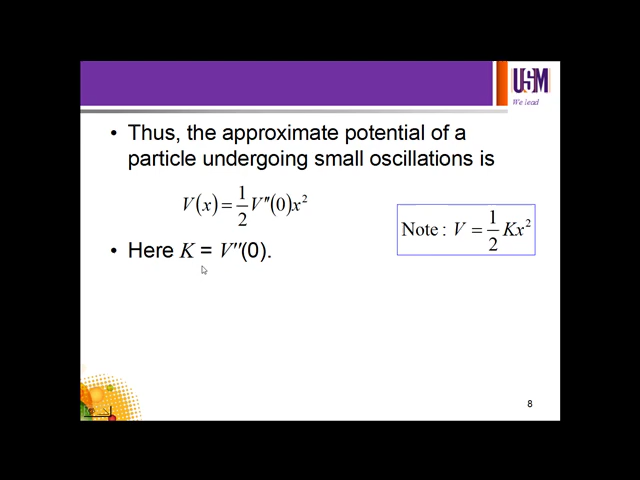 USM
We lead
• Thus, the approximate potential of a
particle undergoing small oscillations is
V(x) = 1/2 V″(0)x²
Note : V = 1/2 Kx²
• Here K = V″(0).
8